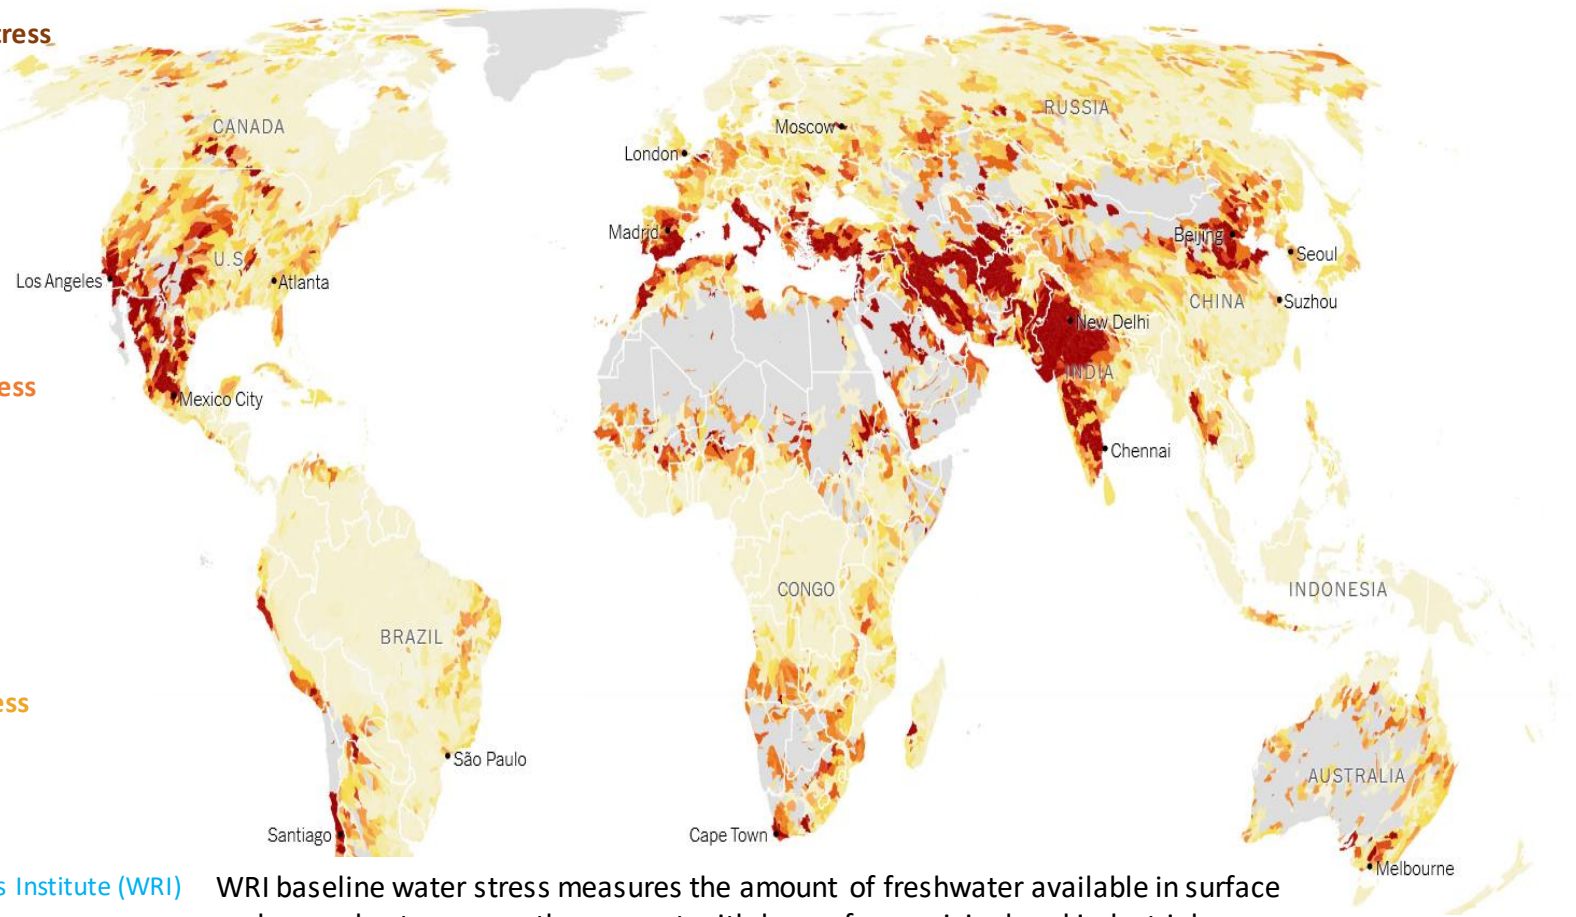 tress
RUSSIA
CANADA
Moscow
London
Madrid
Beijing
Seoul
U.S.
Los Angeles
Atlanta
CHINA
Suzhou
New Delhi
INDIA
ess
Mexico City
Chennai
CONGO
INDONESIA
BRAZIL
ess
São Paulo
AUSTRALIA
Santiago
Cape Town
Melbourne
s Institute (WRI)
WRI baseline water stress measures the amount of freshwater available in surface